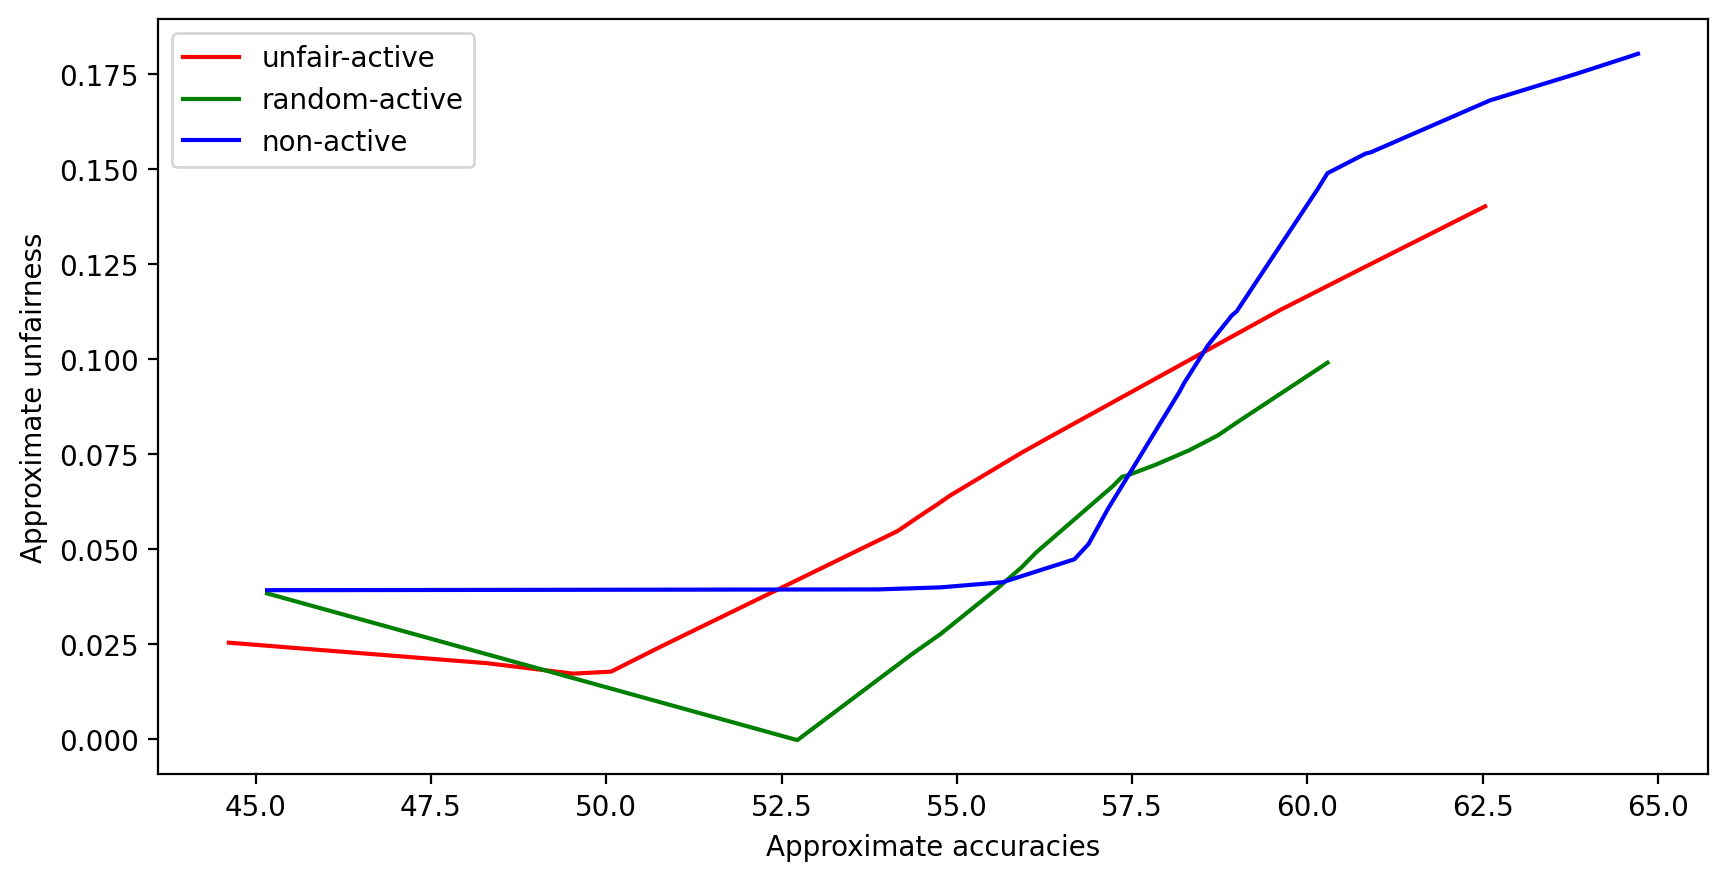 unfair-active
random-active
non-active
0.175
0.150
0.125
0.100
0.075
0.050
0.025
0.000
Approximate unfairness
45.0 47.5 50.0 52.5 55.0 57.5 60.0 62.5 65.0
Approximate accuracies